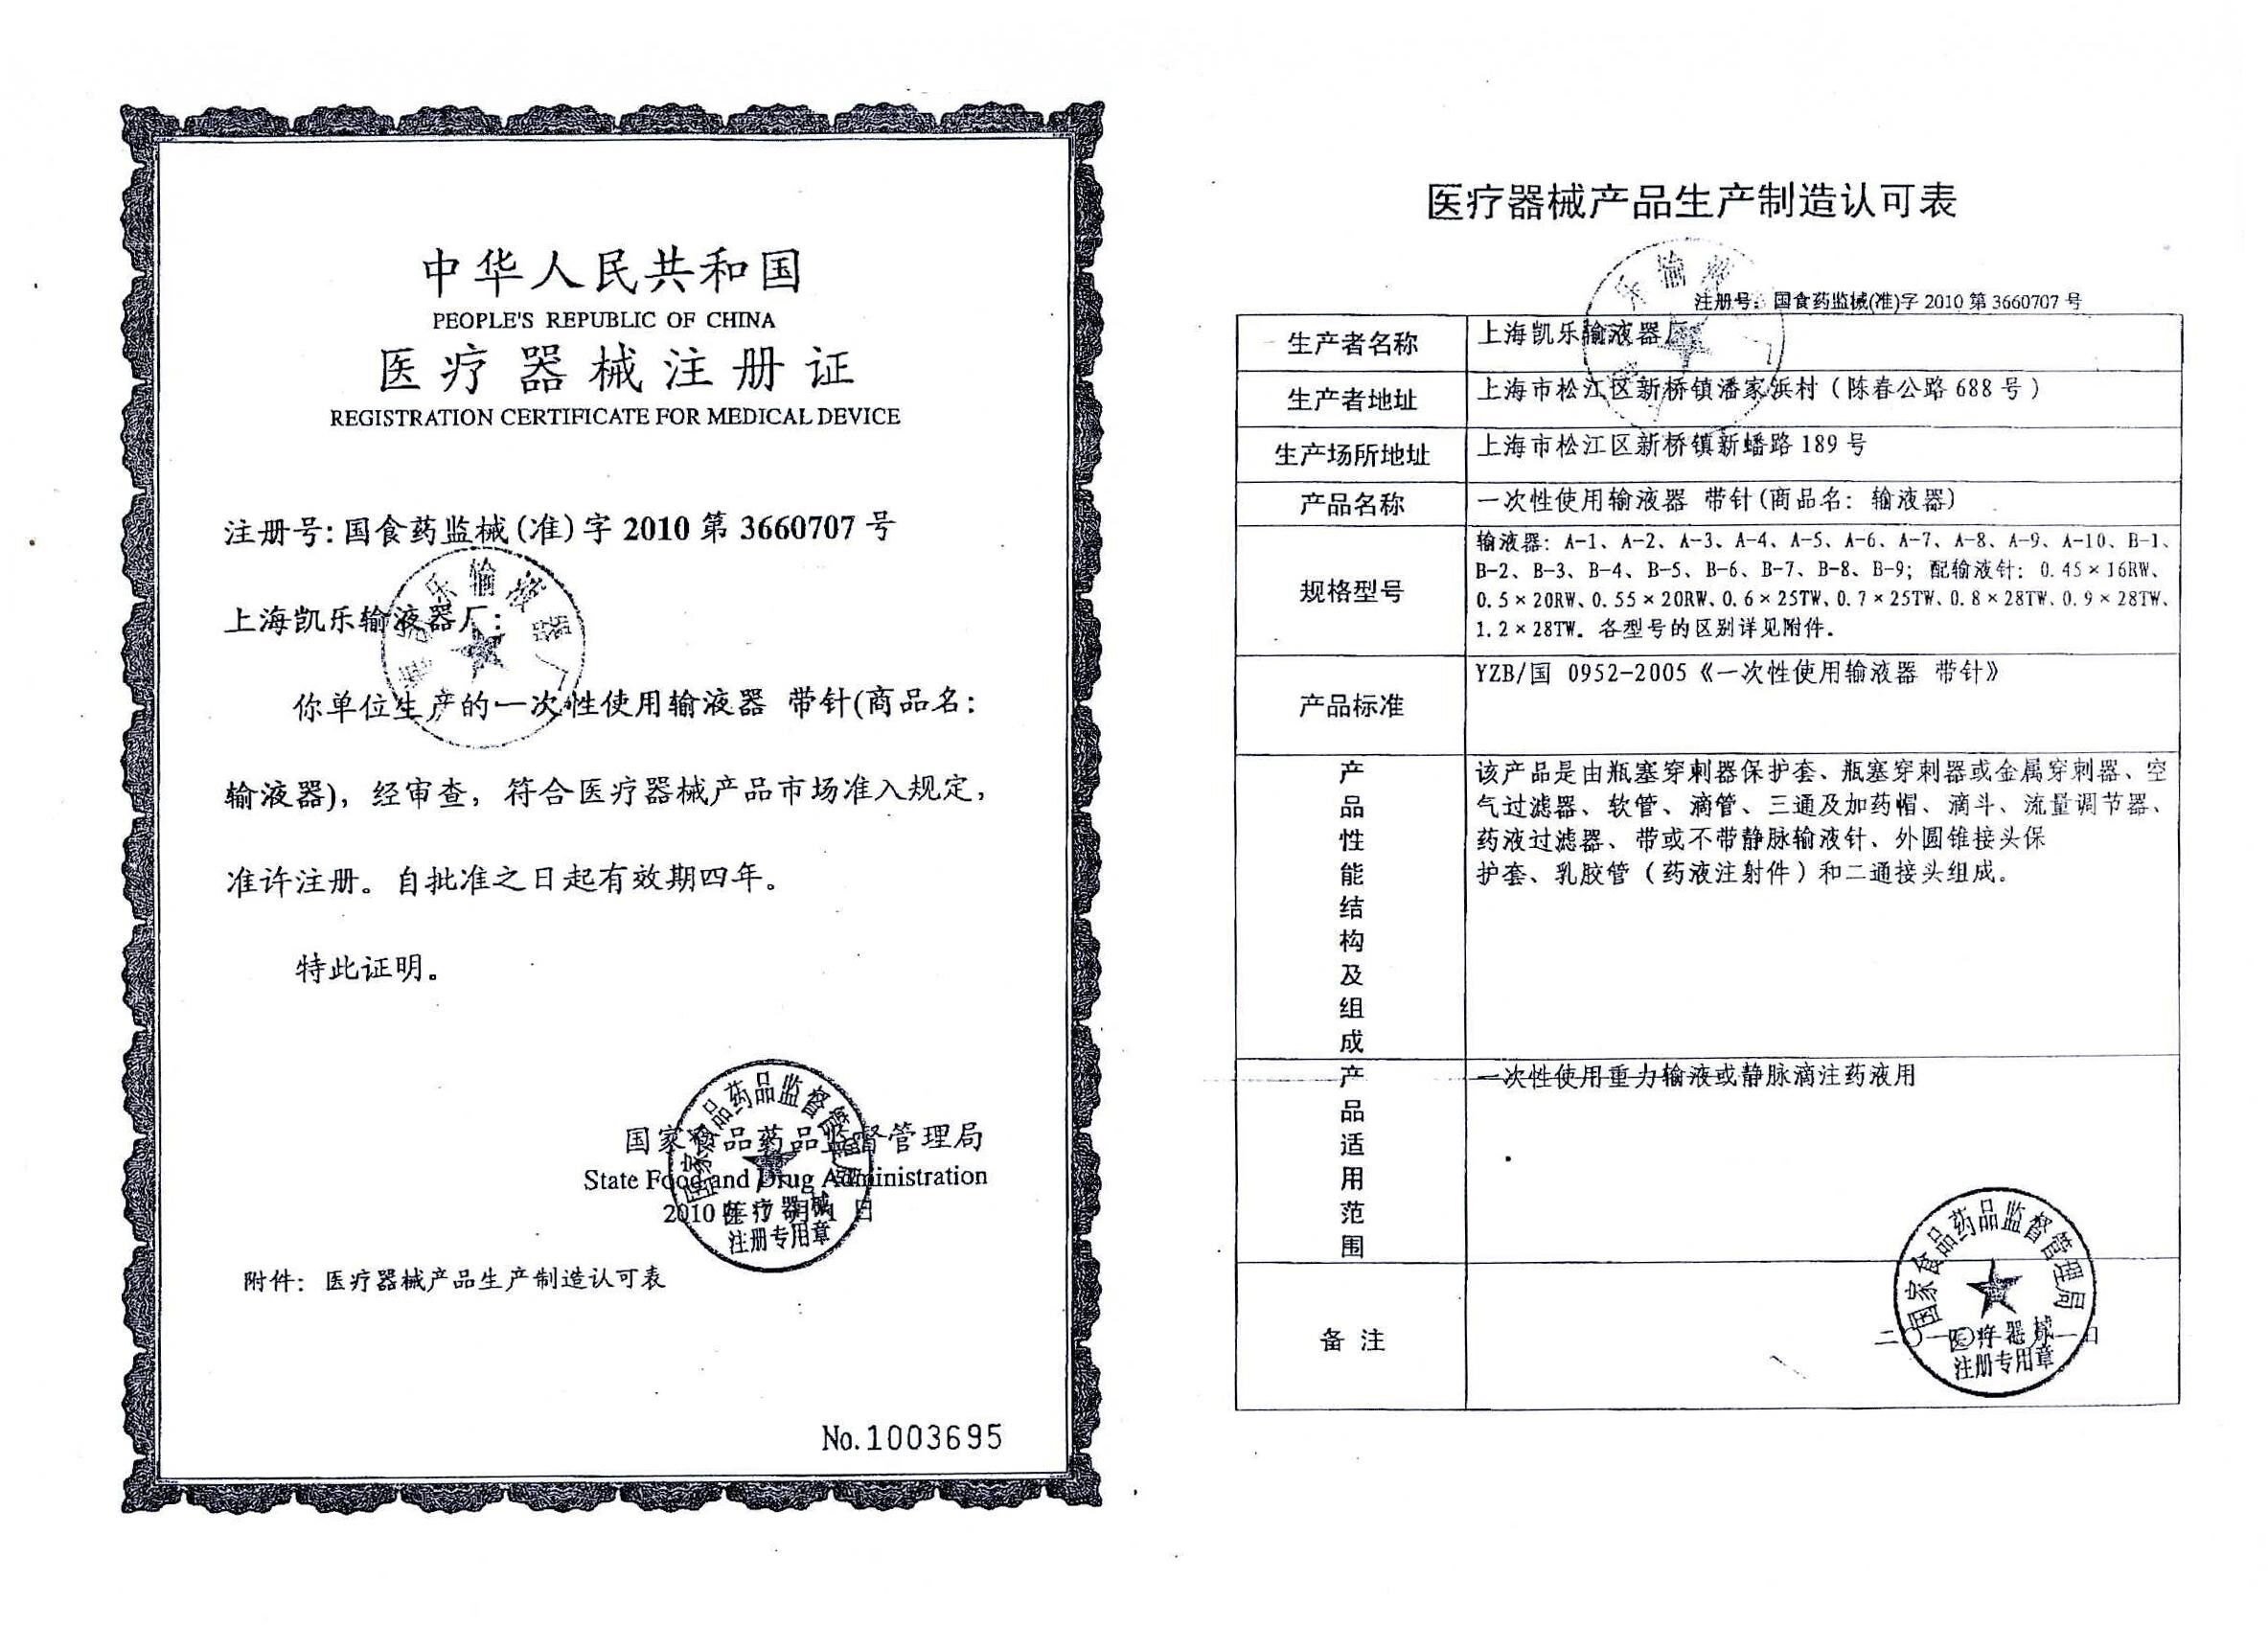 中华人民共和国
PEOPLE'S REPUBLIC OF CHINA
医疗器械注册证
REGISTRATION CERTIFICATE FOR MEDICAL DEVICE
注册号:国食药监械(准)字 2010 第 3660707 号
上海凯乐输液器厂:
你单位生产的一次性使用输液器 带针(商品名:
输液器),经审查,符合医疗器械产品市场准入规定,
准许注册。自批准之日起有效期四年。
特此证明。
国家食品药品监督管理局
State Food and Drug Administration
2010
日
国家食品药品监督管理局
医疗器械
注册专用章
附件:医疗器械产品生产制造认可表
No.1003695
医疗器械产品生产制造认可表
注册号:国食药监械(准)字 2010 第 3660707 号
生产者名称 上海凯乐输液器厂
生产者地址 上海市松江区新桥镇潘家浜村(陈春公路 688 号)
生产场所地址 上海市松江区新桥镇新蟠路 189 号
产品名称 一次性使用输液器 带针(商品名:输液器)
规格型号
输液器:A-1、A-2、A-3、A-4、A-5、A-6、A-7、A-8、A-9、A-10、B-1、
B-2、B-3、B-4、B-5、B-6、B-7、B-8、B-9;配输液针:0.45×16RW、
0.5×20RW、0.55×20RW、0.6×25TW、0.7×25TW、0.8×28TW、0.9×28TW、
1.2×28TW。各型号的区别详见附件。
产品标准 YZB/国 0952-2005《一次性使用输液器 带针》
产品性能结构及组成
该产品是由瓶塞穿刺器保护套、瓶塞穿刺器或金属穿刺器、空
气过滤器、软管、滴管、三通及加药帽、滴斗、流量调节器、
药液过滤器、带或不带静脉输液针、外圆锥接头保
护套、乳胶管(药液注射件)和二通接头组成。
产品适用范围
一次性使用重力输液或静脉滴注药液用
备注
国家食品药品监督管理局
医疗器械
注册专用章